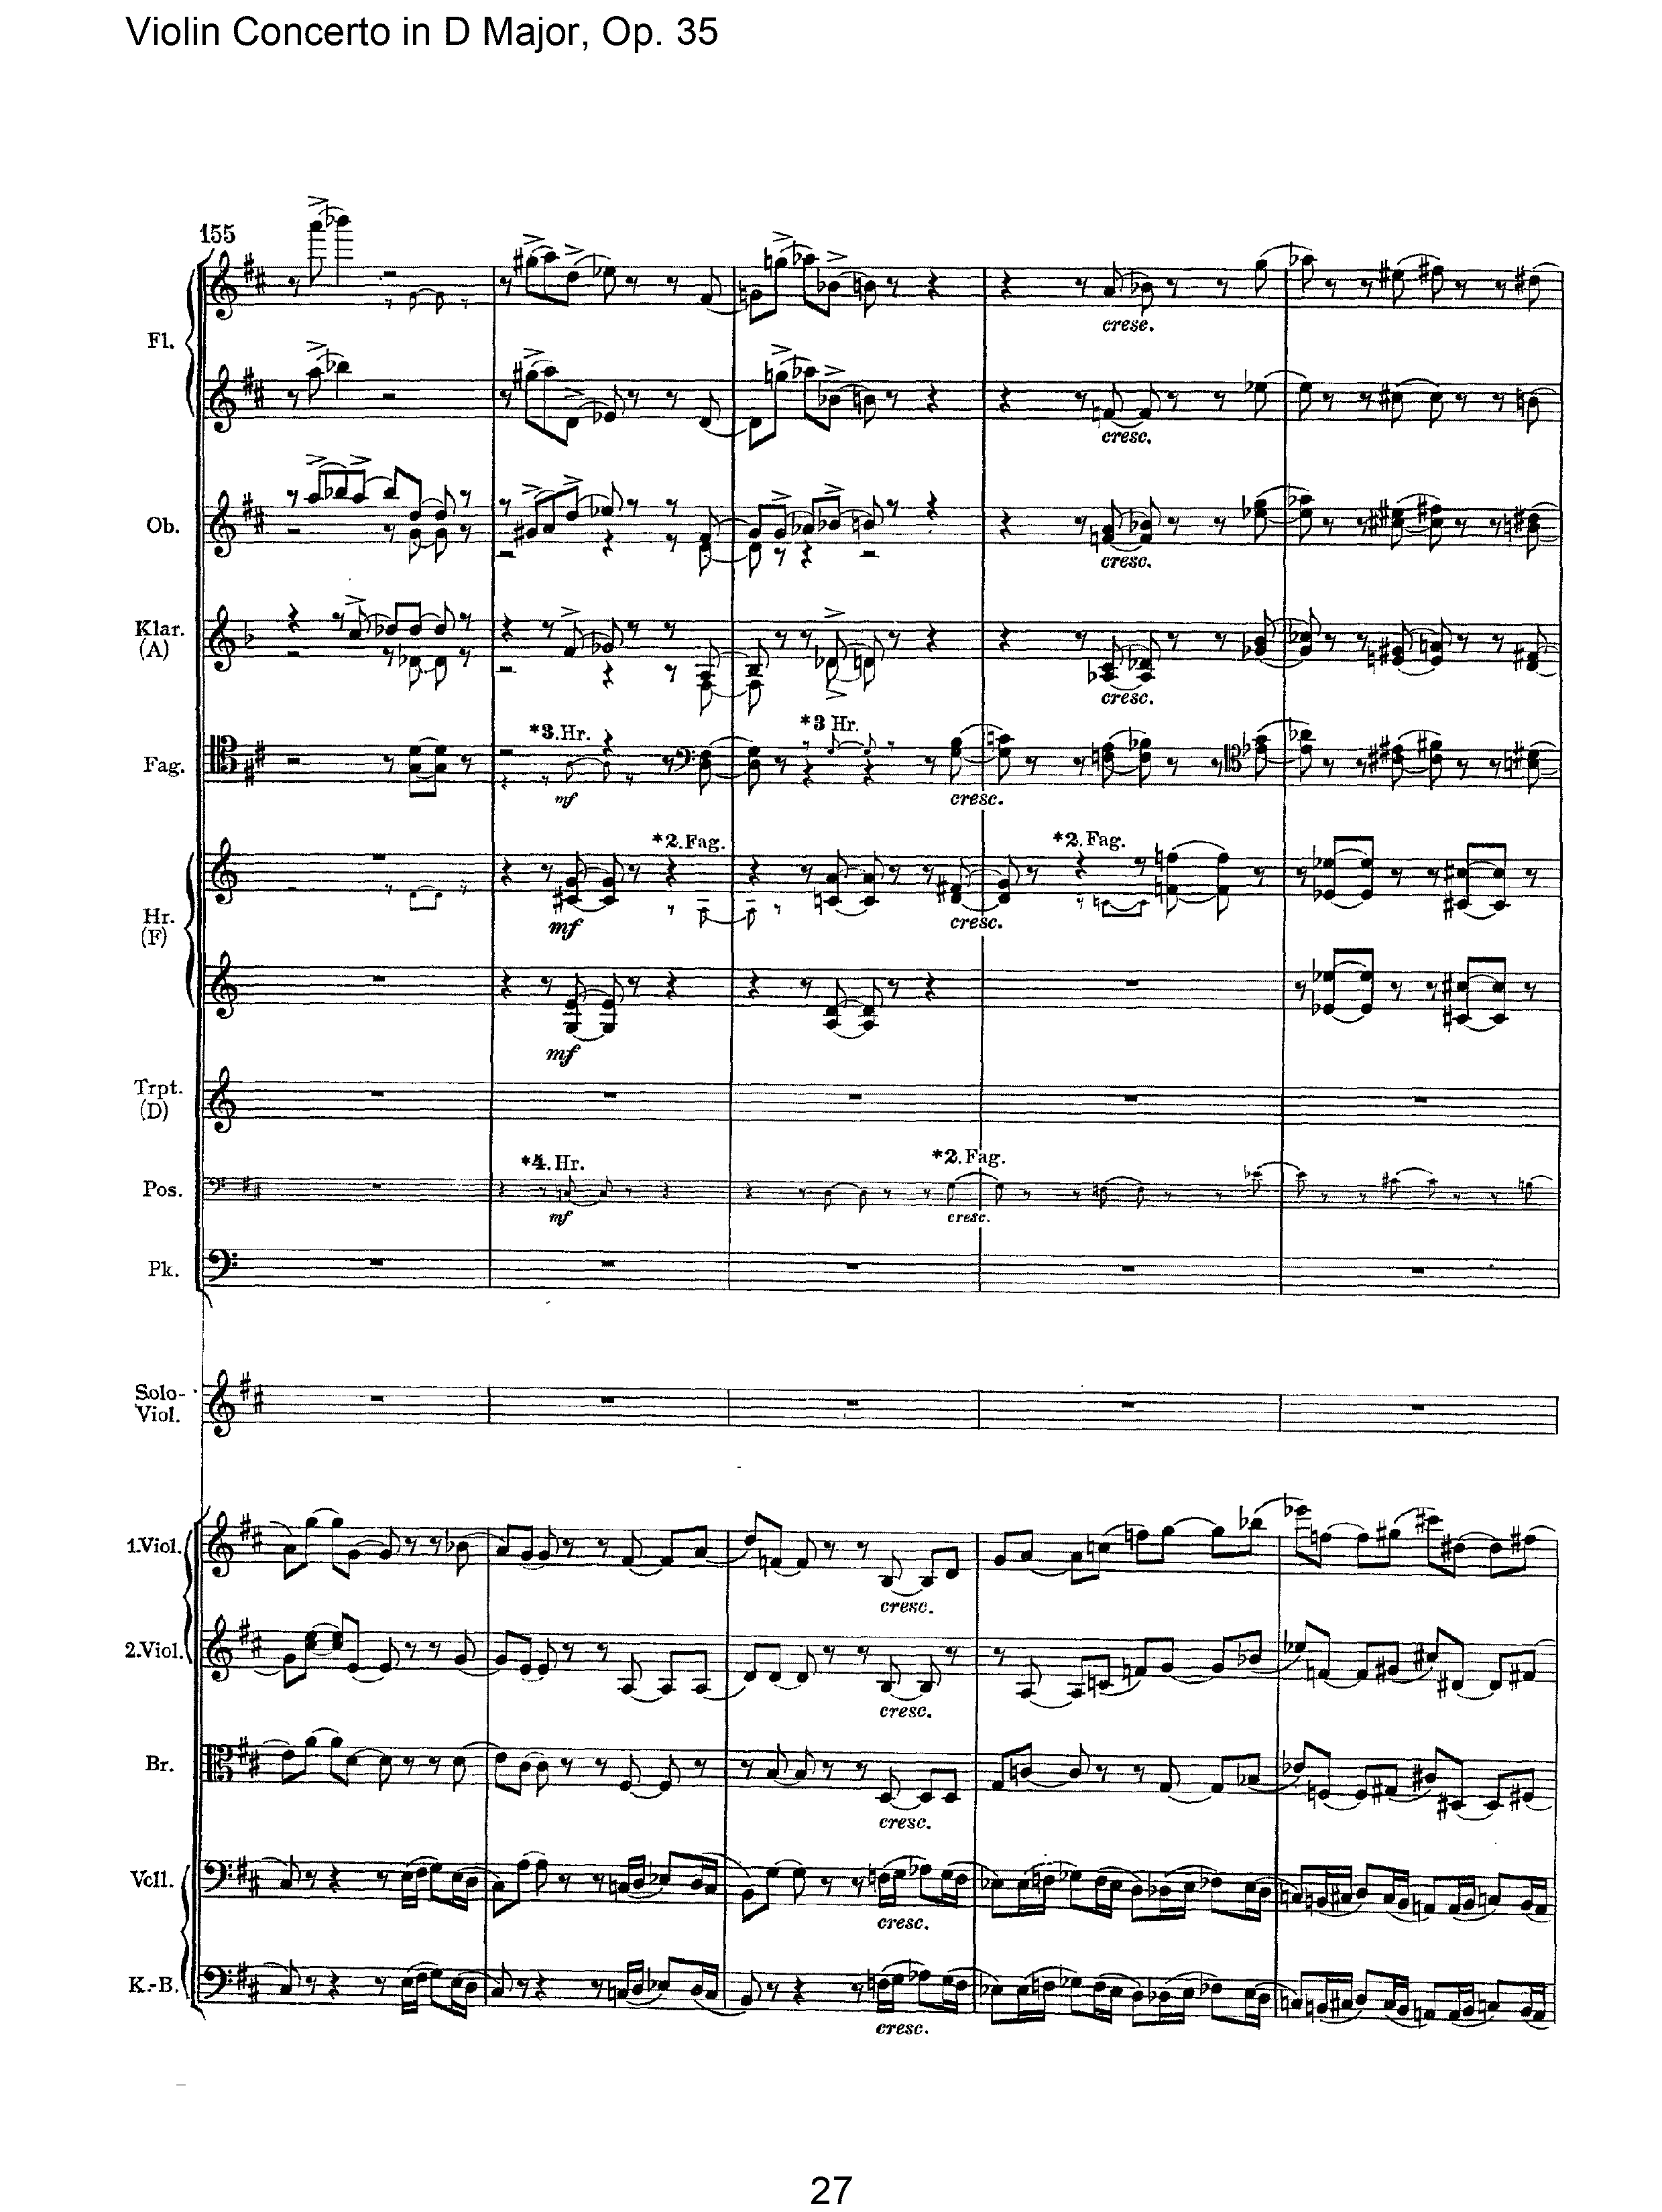 Violin Concerto in D Major, Op. 35
155
Fl.
cresc.
cresc.
Ob.
cresc.
Klar.
(A)
cresc.
*3. Hr.
*3 Hr.
Fag.
mf
cresc.
*2. Fag.
*2. Fag.
Hr.
(F)
mf
cresc.
mf
Trpt.
(D)
*4. Hr.
*2. Fag.
Pos.
mf
cresc.
Pk.
Solo-
Viol.
1.Viol.
cresc.
2.Viol.
cresc.
Br.
cresc.
Vcll.
cresc.
K.-B.
cresc.
27